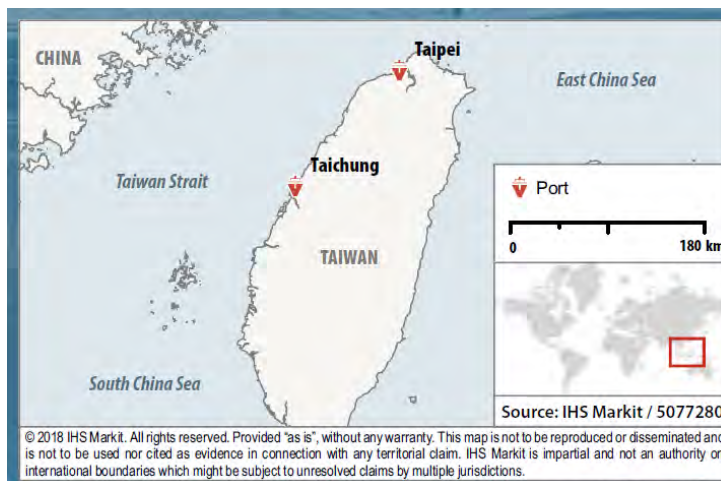 CHINA
Taipei
East China Sea
Taichung
Taiwan Strait
Port
0 180 km
TAIWAN
South China Sea
Source: IHS Markit / 5077280
© 2018 IHS Markit. All rights reserved. Provided "as is", without any warranty. This map is not to be reproduced or disseminated and
is not to be used nor cited as evidence in connection with any territorial claim. IHS Markit is impartial and not an authority on
international boundaries which might be subject to unresolved claims by multiple jurisdictions.